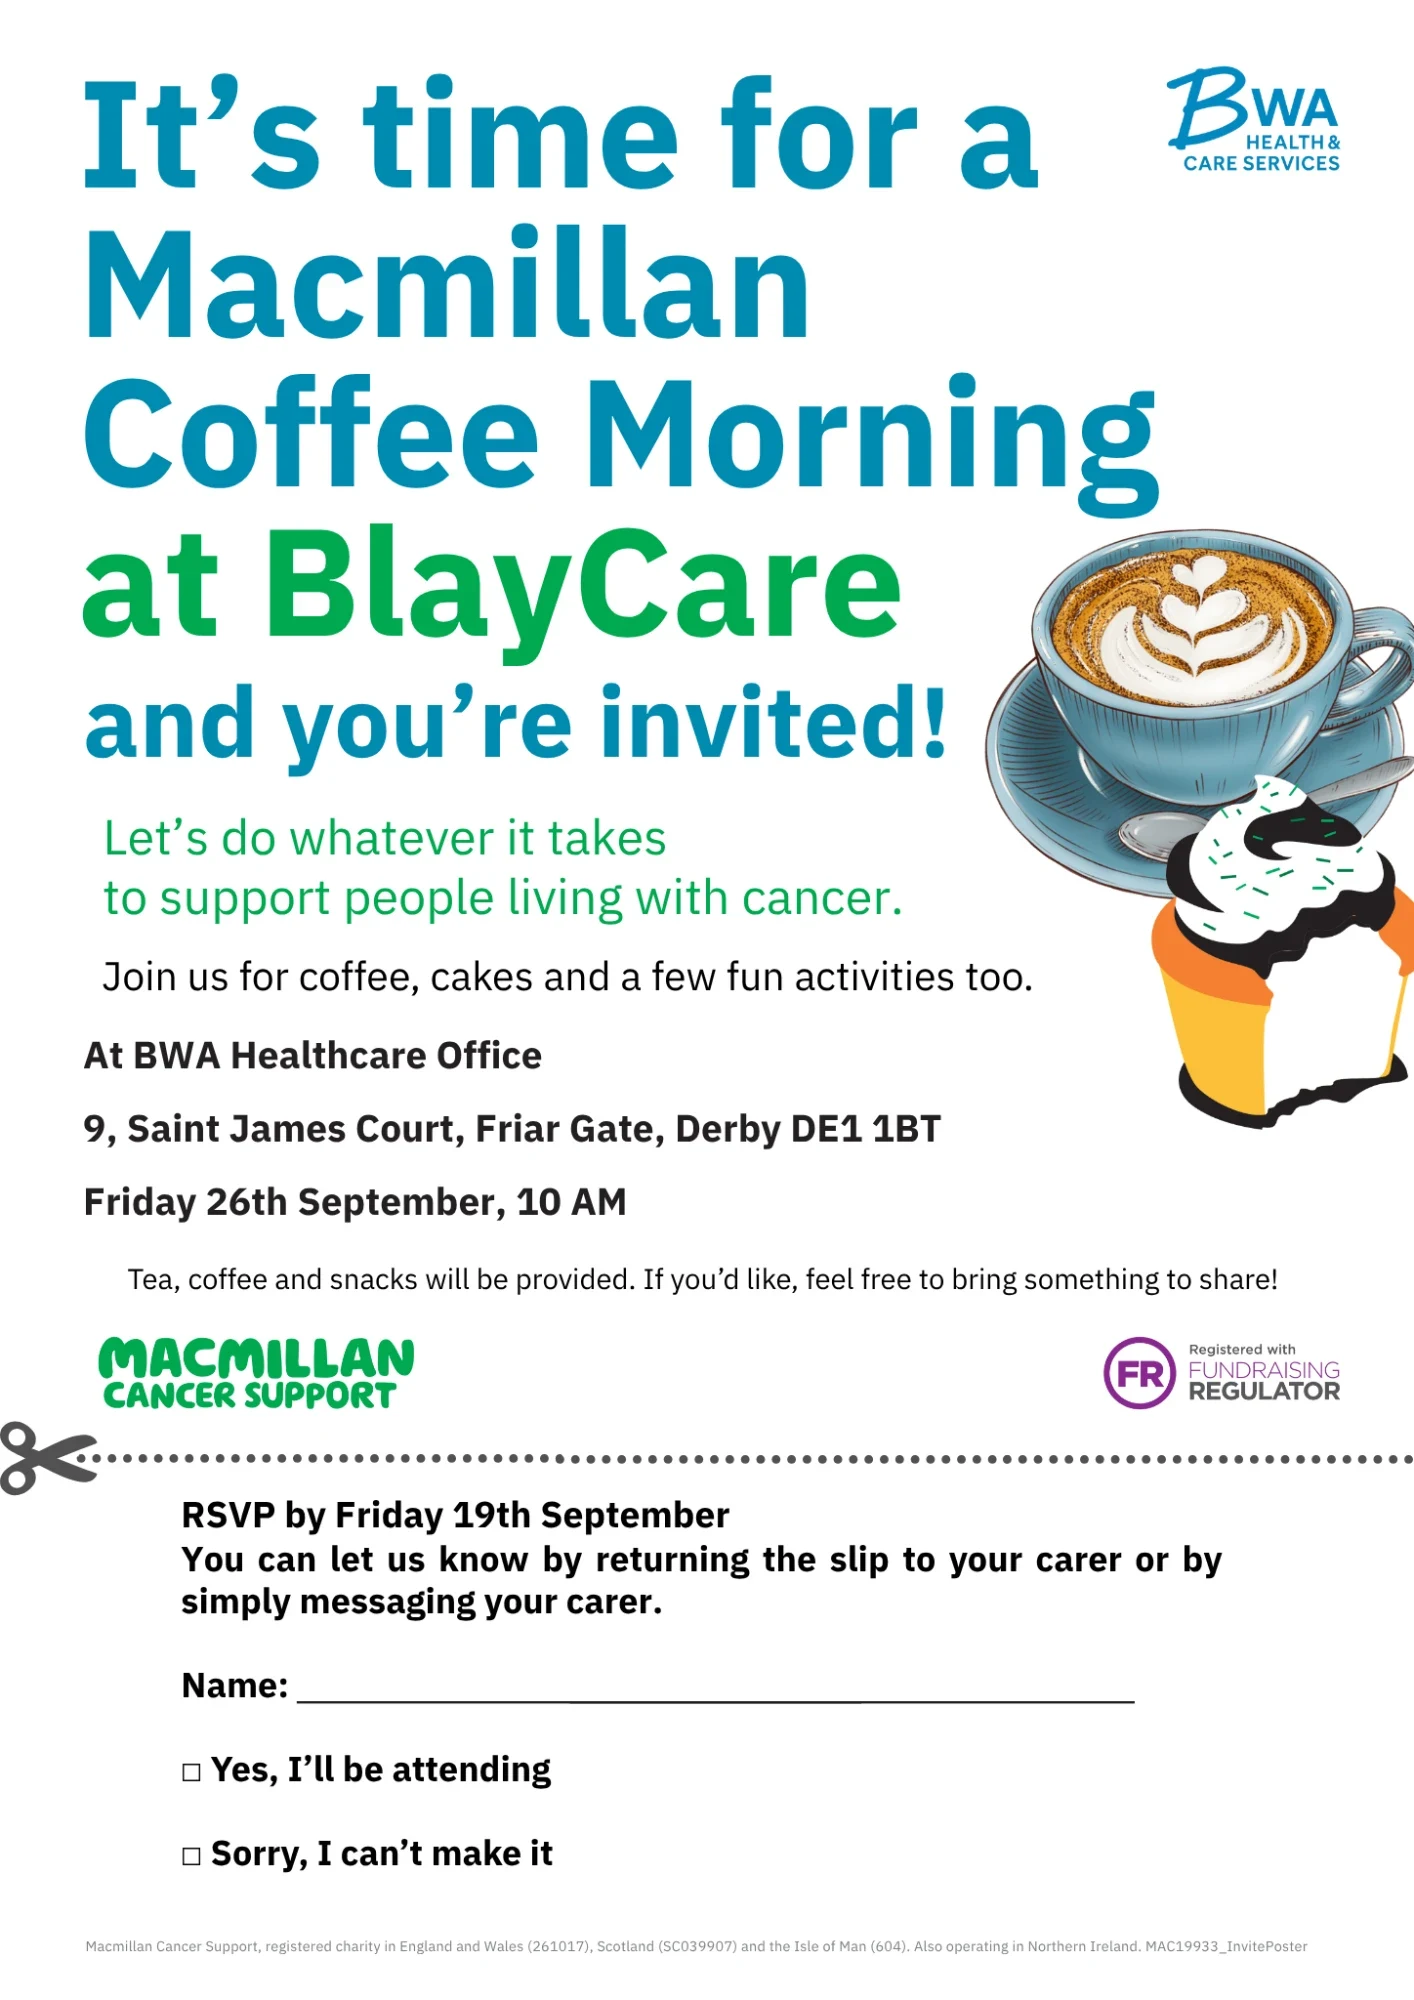 It’s time for a
BWA
HEALTH &
CARE SERVICES
Macmillan
Coffee Morning
at BlayCare
and you’re invited!
Let’s do whatever it takes
to support people living with cancer.
Join us for coffee, cakes and a few fun activities too.
At BWA Healthcare Office
9, Saint James Court, Friar Gate, Derby DE1 1BT
Friday 26th September, 10 AM
Tea, coffee and snacks will be provided. If you’d like, feel free to bring something to share!
MACMILLAN
CANCER SUPPORT
FR
Registered with
FUNDRAISING
REGULATOR
RSVP by Friday 19th September
You can let us know by returning the slip to your carer or by
simply messaging your carer.
Name:
□ Yes, I’ll be attending
□ Sorry, I can’t make it
Macmillan Cancer Support, registered charity in England and Wales (261017), Scotland (SC039907) and the Isle of Man (604). Also operating in Northern Ireland. MAC19933_InvitePoster